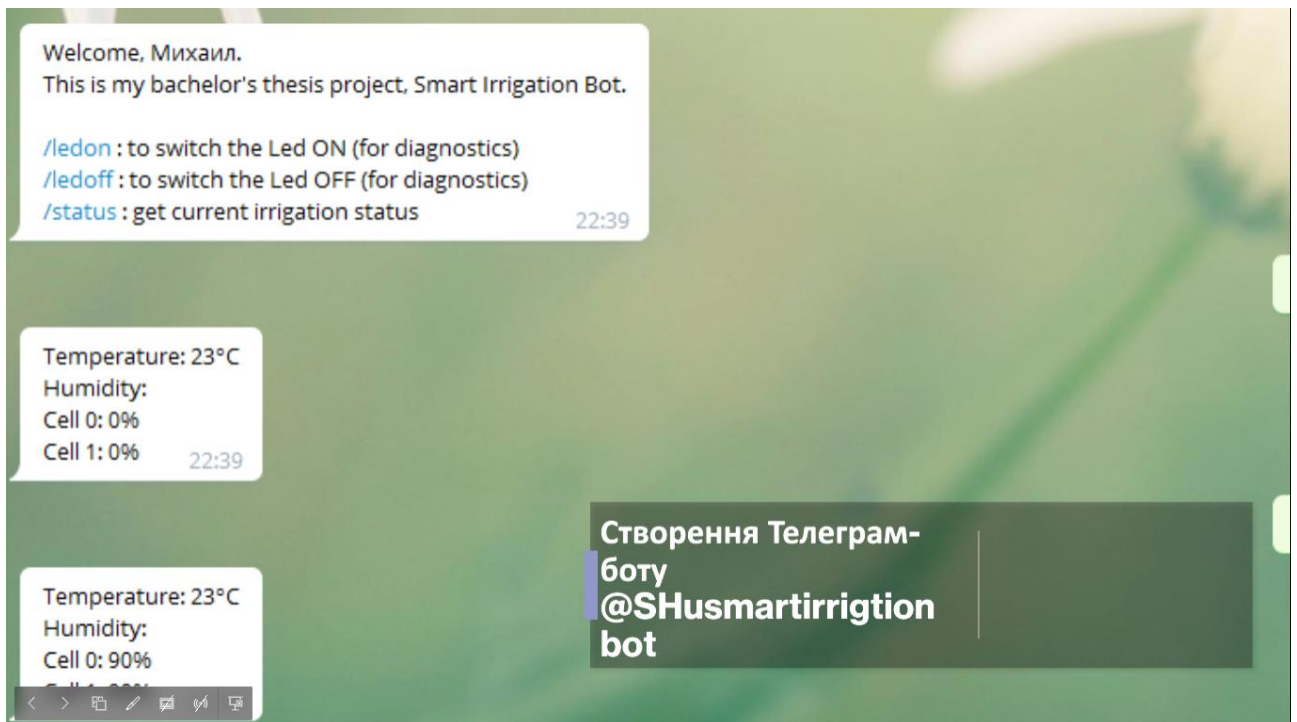 Welcome, Михаил.
This is my bachelor's thesis project, Smart Irrigation Bot.
/ledon : to switch the Led ON (for diagnostics)
/ledoff : to switch the Led OFF (for diagnostics)
/status : get current irrigation status
22:39
Temperature: 23°C
Humidity:
Cell 0: 0%
Cell 1: 0%
22:39
Створення Телеграм-
боту
@SHusmartirrigtion
bot
Temperature: 23°C
Humidity:
Cell 0: 90%